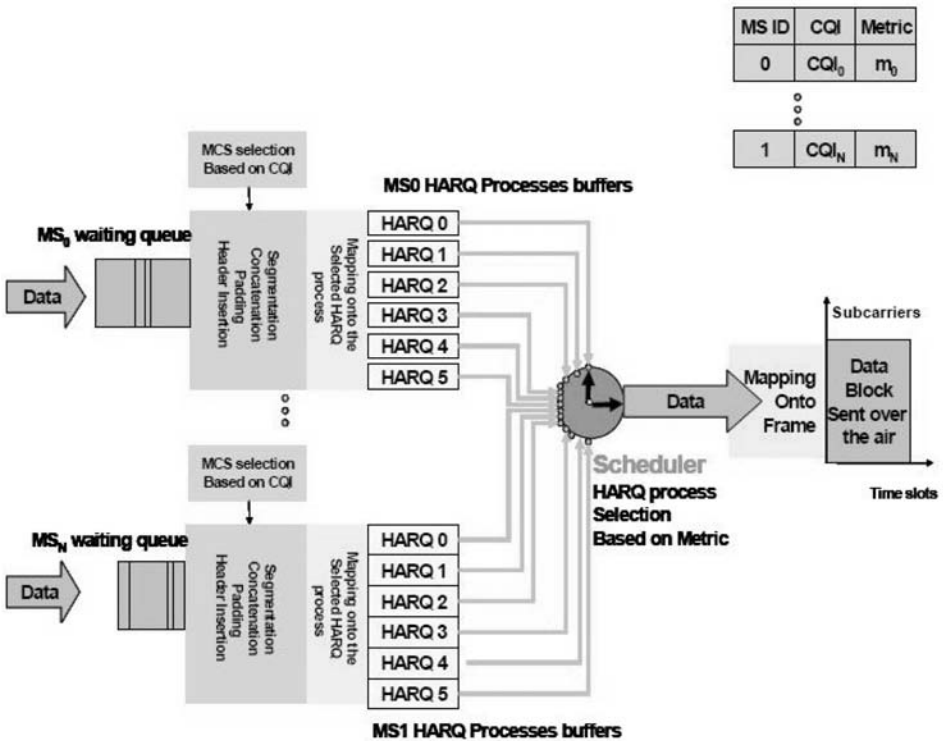 MS ID CQI Metric
0 CQI₀ m₀
1 CQI_N m_N
MCS selection
Based on CQI
MS0 HARQ Processes buffers
MS₀ waiting queue
Data
Segmentation
Concatenation
Padding
Header Insertion
Mapping onto the
Selected HARQ
process
HARQ 0
HARQ 1
HARQ 2
HARQ 3
HARQ 4
HARQ 5
Data
Scheduler
HARQ process
Selection
Based on Metric
Mapping
Onto
Frame
Subcarriers
Data
Block
Sent over
the air
Time slots
MCS selection
Based on CQI
MS_N waiting queue
Data
Segmentation
Concatenation
Padding
Header Insertion
Mapping onto the
Selected HARQ
process
HARQ 0
HARQ 1
HARQ 2
HARQ 3
HARQ 4
HARQ 5
MS1 HARQ Processes buffers